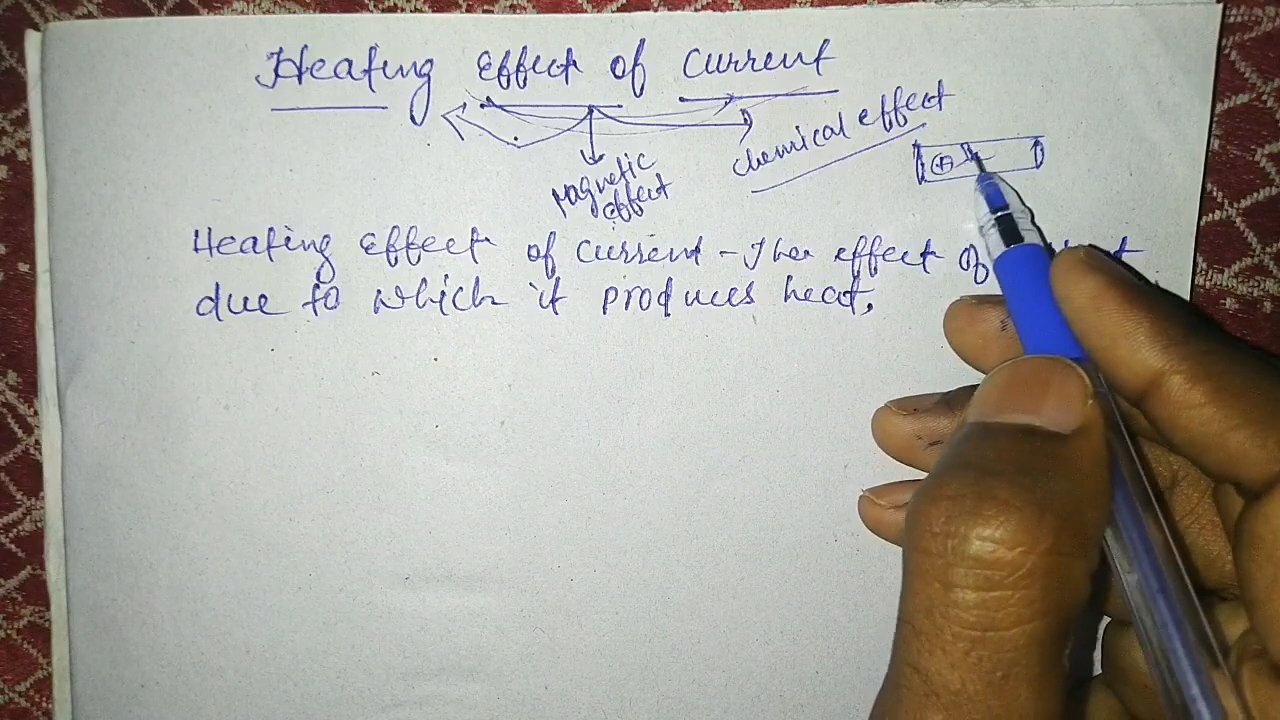 Heating Effect of Current
chemical effect
Magnetic
effect
Heating effect of current - The effect of
due to which it produces heat,